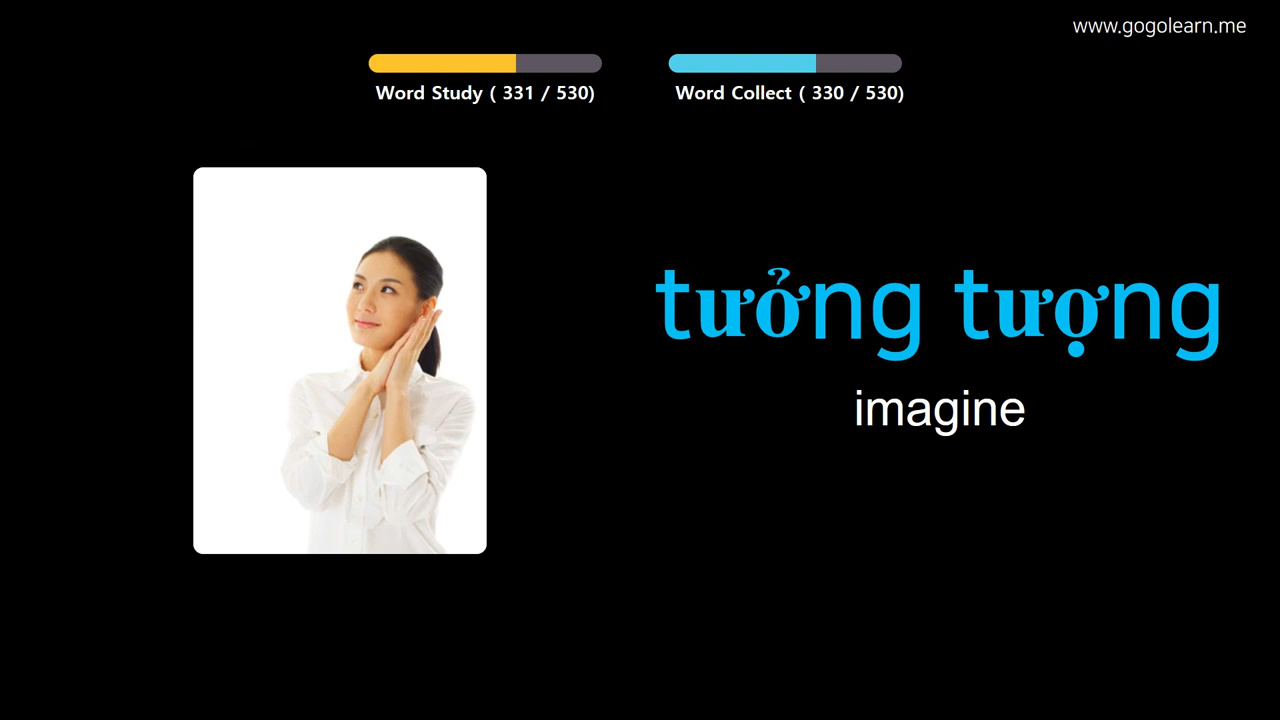 www.gogolearn.me
Word Study ( 331 / 530)
Word Collect ( 330 / 530)
tưởng tượng
imagine